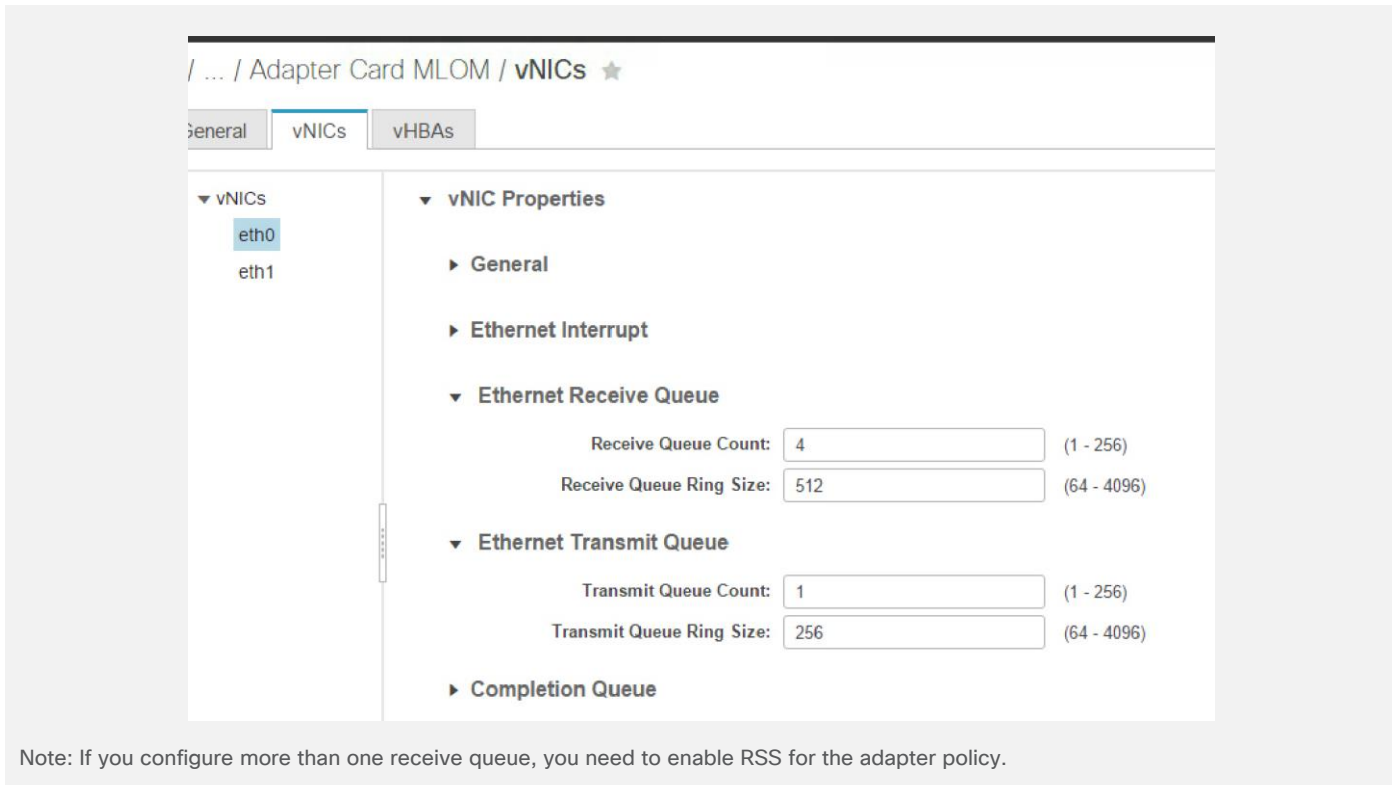 / ... / Adapter Card MLOM / vNICs
General vNICs vHBAs
vNICs
eth0
eth1
vNIC Properties
General
Ethernet Interrupt
Ethernet Receive Queue
Receive Queue Count: 4 (1 - 256)
Receive Queue Ring Size: 512 (64 - 4096)
Ethernet Transmit Queue
Transmit Queue Count: 1 (1 - 256)
Transmit Queue Ring Size: 256 (64 - 4096)
Completion Queue
Note: If you configure more than one receive queue, you need to enable RSS for the adapter policy.